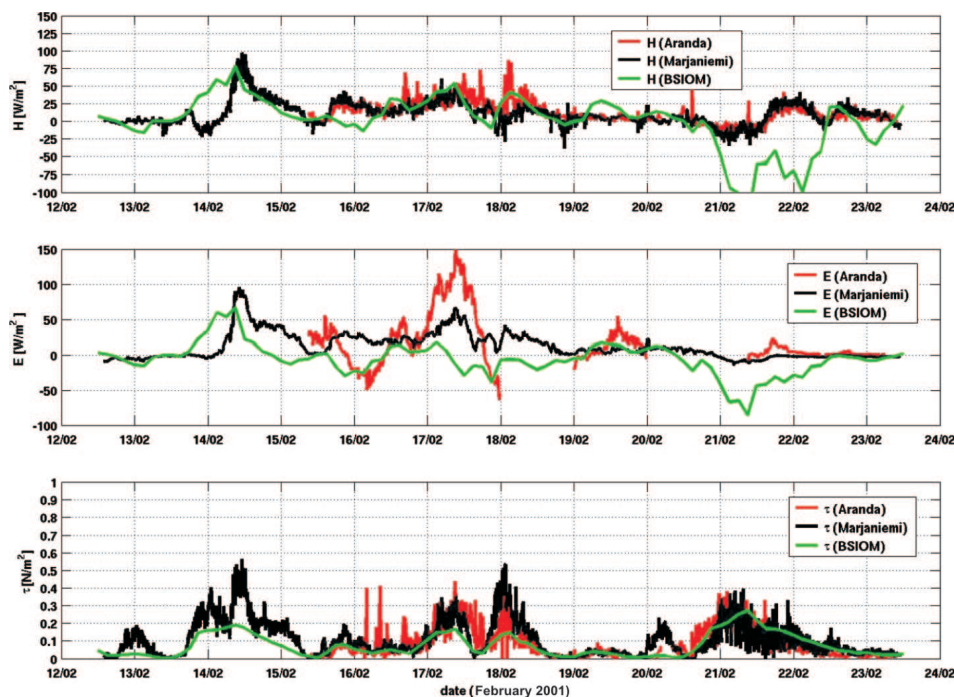 150
125
100
75
50
25
0
-25
-50
-75
-100
H [W/m²]
H (Aranda)
H (Marjaniemi)
H (BSIOM)
12/02 13/02 14/02 15/02 16/02 17/02 18/02 19/02 20/02 21/02 22/02 23/02 24/02
150
100
50
0
-50
-100
E [W/m²]
E (Aranda)
E (Marjaniemi)
E (BSIOM)
12/02 13/02 14/02 15/02 16/02 17/02 18/02 19/02 20/02 21/02 22/02 23/02 24/02
1
0.9
0.8
0.7
0.6
0.5
0.4
0.3
0.2
0.1
0
τ[N/m²]
τ (Aranda)
τ (Marjaniemi)
τ (BSIOM)
12/02 13/02 14/02 15/02 16/02 17/02 18/02 19/02 20/02 21/02 22/02 23/02 24/02
date (February 2001)